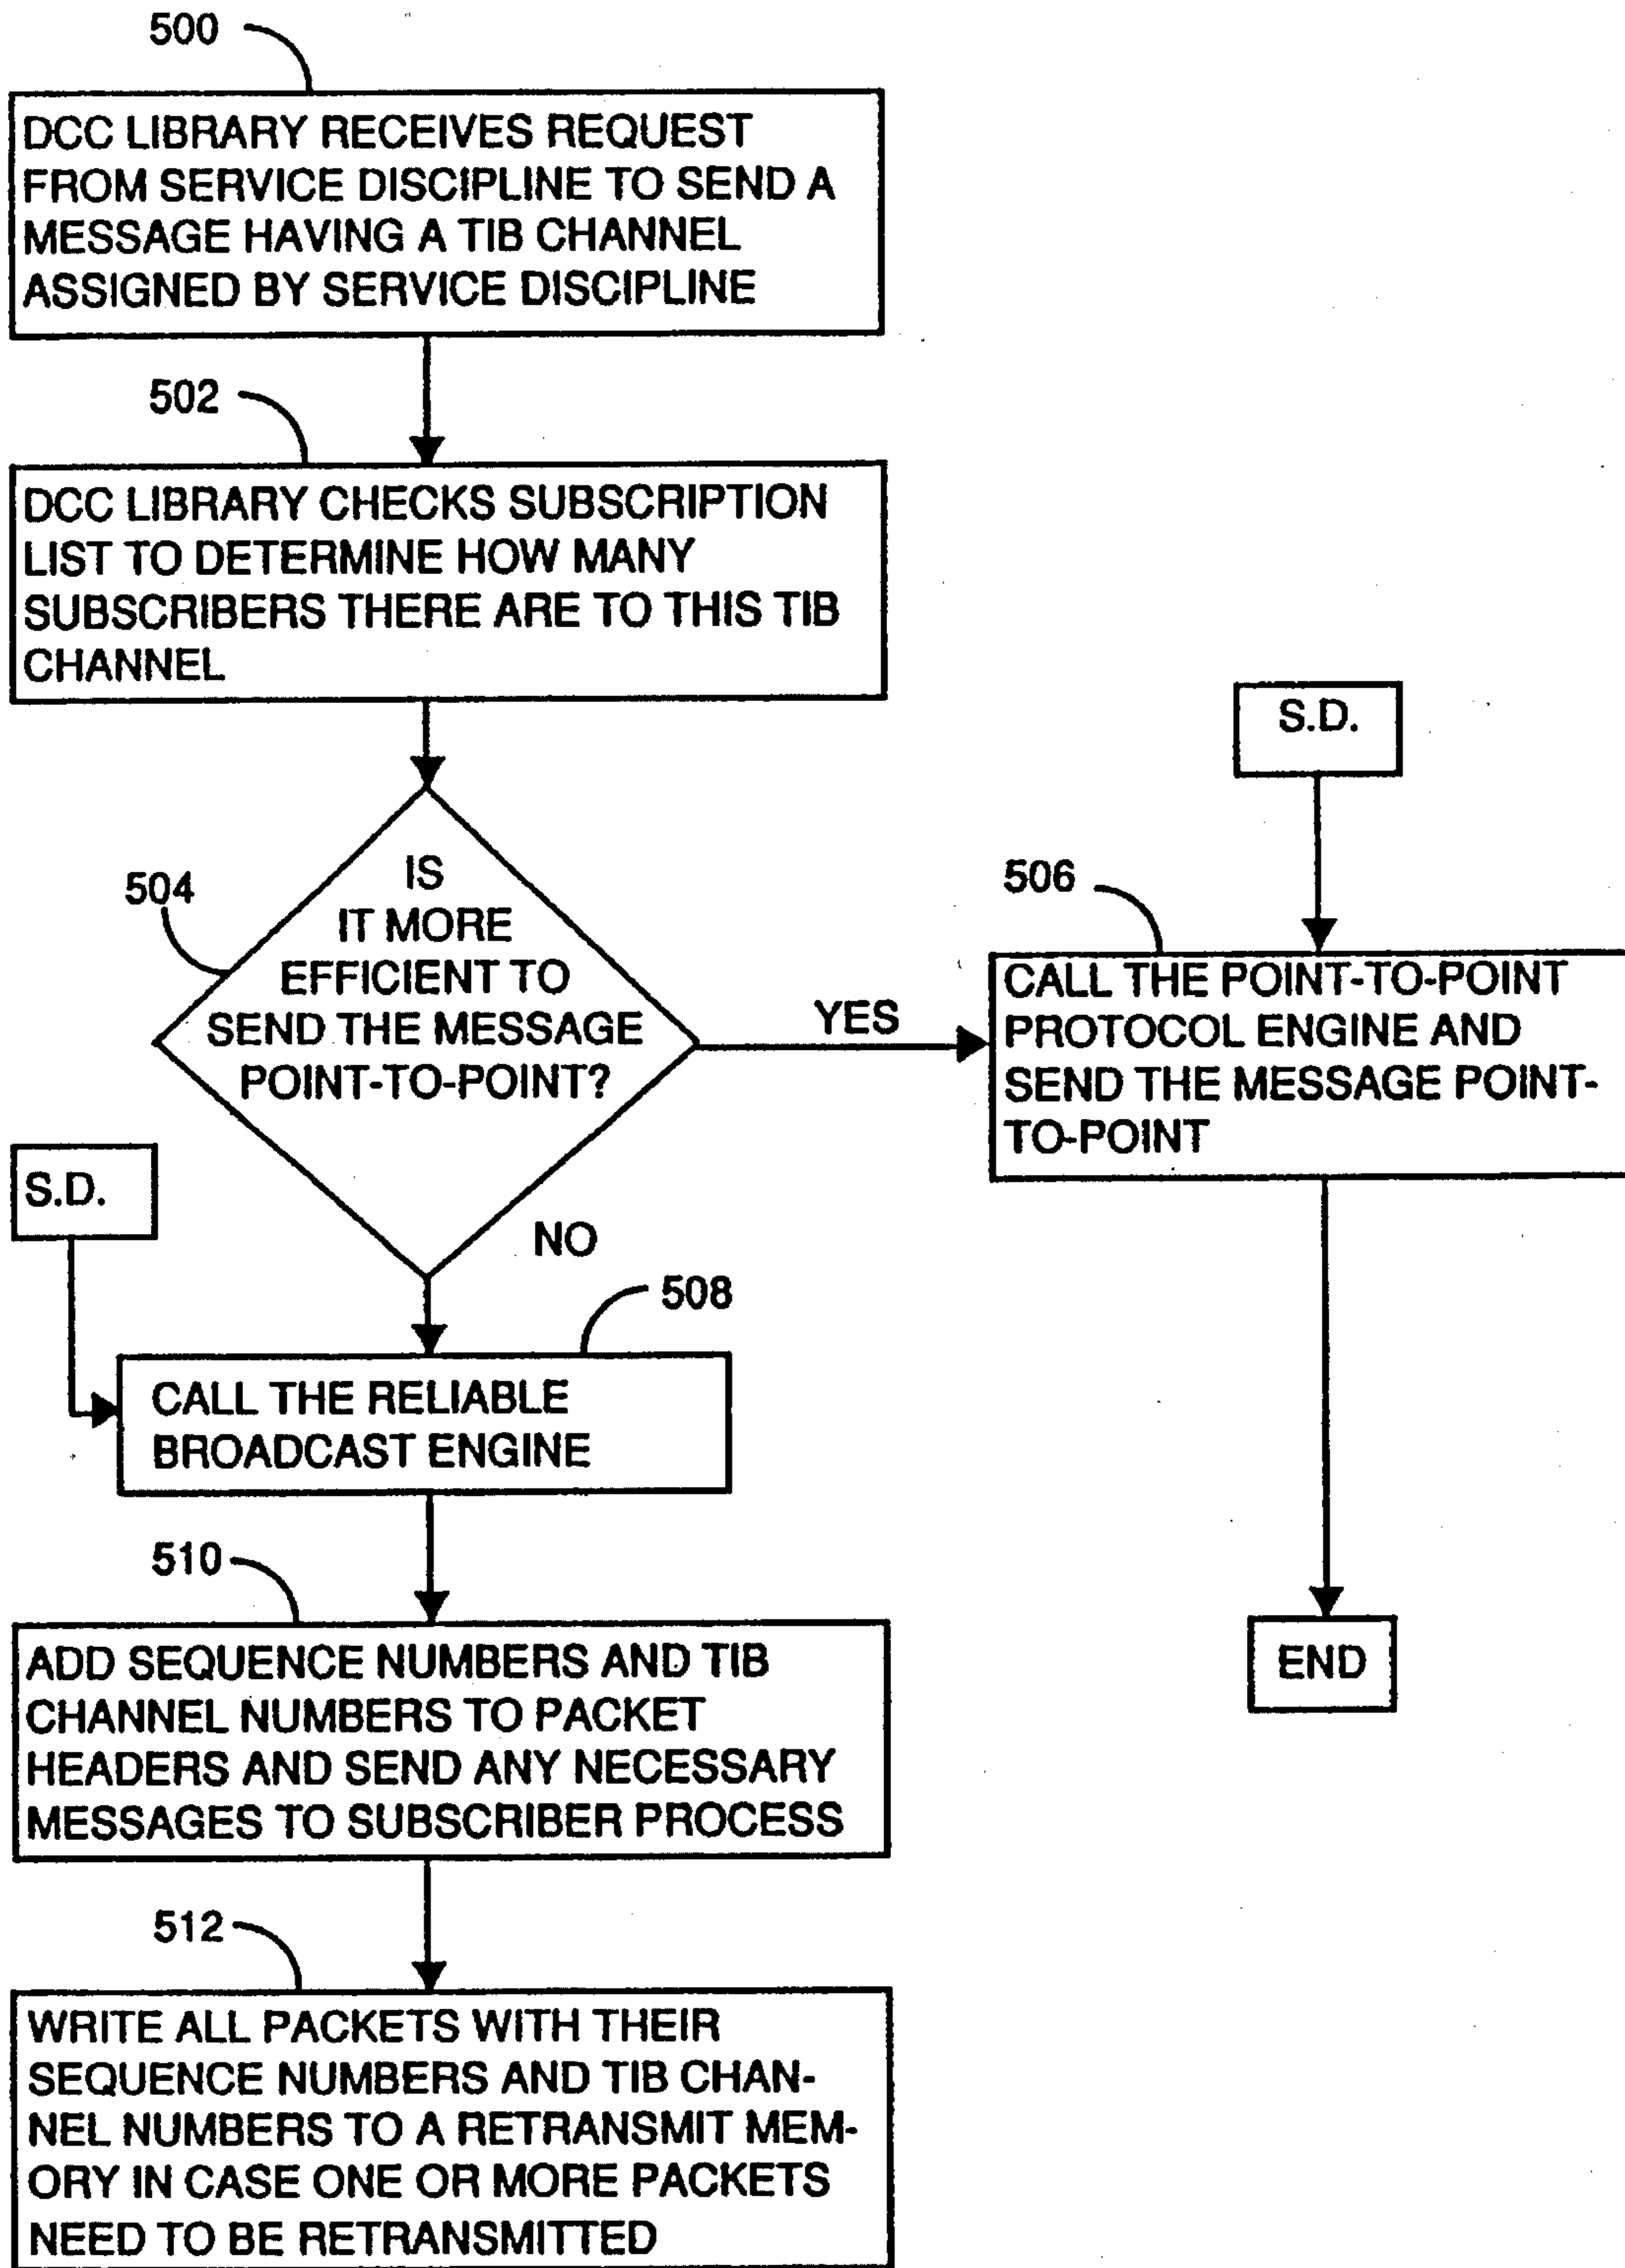 500
DCC LIBRARY RECEIVES REQUEST
FROM SERVICE DISCIPLINE TO SEND A
MESSAGE HAVING A TIB CHANNEL
ASSIGNED BY SERVICE DISCIPLINE
502
DCC LIBRARY CHECKS SUBSCRIPTION
LIST TO DETERMINE HOW MANY
SUBSCRIBERS THERE ARE TO THIS TIB
CHANNEL
504
IS
IT MORE
EFFICIENT TO
SEND THE MESSAGE
POINT-TO-POINT?
YES
S.D.
506
CALL THE POINT-TO-POINT
PROTOCOL ENGINE AND
SEND THE MESSAGE POINT-
TO-POINT
END
S.D.
NO
508
CALL THE RELIABLE
BROADCAST ENGINE
510
ADD SEQUENCE NUMBERS AND TIB
CHANNEL NUMBERS TO PACKET
HEADERS AND SEND ANY NECESSARY
MESSAGES TO SUBSCRIBER PROCESS
512
WRITE ALL PACKETS WITH THEIR
SEQUENCE NUMBERS AND TIB CHAN-
NEL NUMBERS TO A RETRANSMIT MEM-
ORY IN CASE ONE OR MORE PACKETS
NEED TO BE RETRANSMITTED